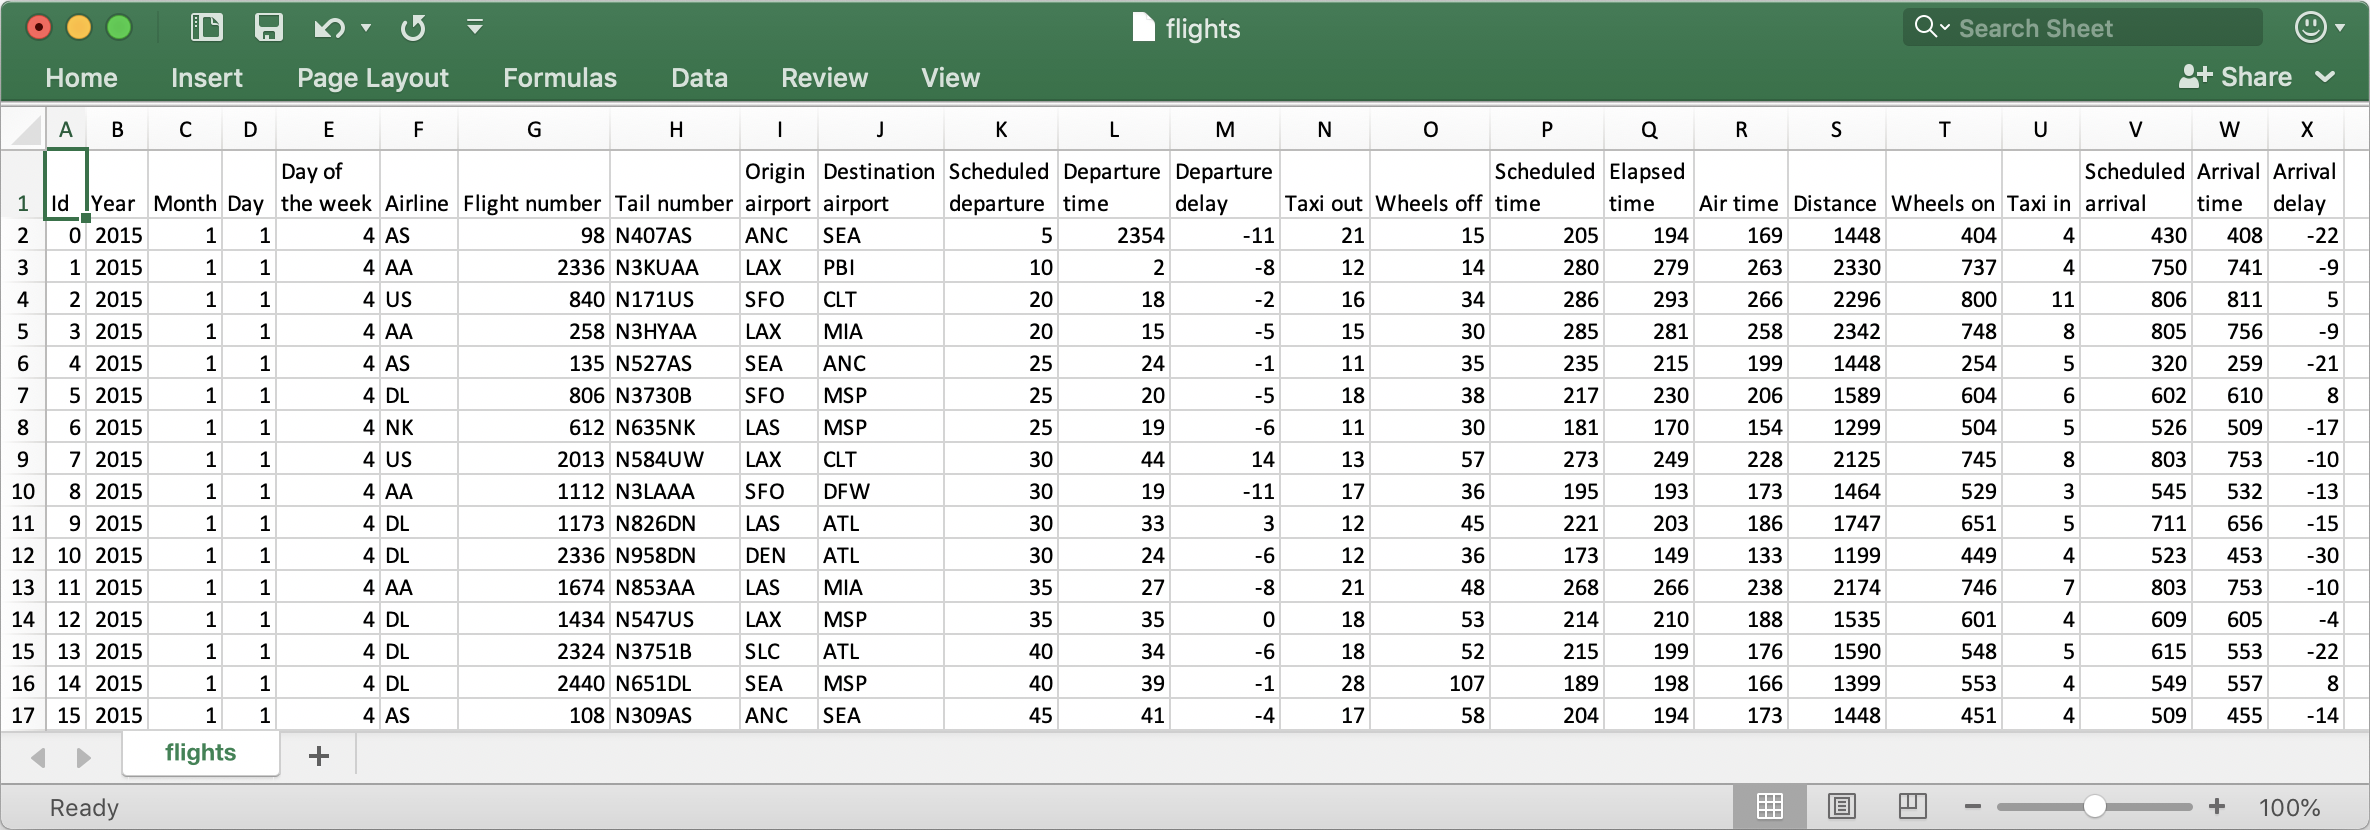 flights
Search Sheet
Home Insert Page Layout Formulas Data Review View Share
A B C D E F G H I J K L M N O P Q R S T U V W X
Day of Origin Destination Scheduled Departure Departure Scheduled Elapsed Scheduled Arrival Arrival
1 Id Year Month Day the week Airline Flight number Tail number airport airport departure time delay Taxi out Wheels off time time Air time Distance Wheels on Taxi in arrival time delay
2 0 2015 1 1 4 AS 98 N407AS ANC SEA 5 2354 -11 21 15 205 194 169 1448 404 4 430 408 -22
3 1 2015 1 1 4 AA 2336 N3KUAA LAX PBI 10 2 -8 12 14 280 279 263 2330 737 4 750 741 -9
4 2 2015 1 1 4 US 840 N171US SFO CLT 20 18 -2 16 34 286 293 266 2296 800 11 806 811 5
5 3 2015 1 1 4 AA 258 N3HYAA LAX MIA 20 15 -5 15 30 285 281 258 2342 748 8 805 756 -9
6 4 2015 1 1 4 AS 135 N527AS SEA ANC 25 24 -1 11 35 235 215 199 1448 254 5 320 259 -21
7 5 2015 1 1 4 DL 806 N3730B SFO MSP 25 20 -5 18 38 217 230 206 1589 604 6 602 610 8
8 6 2015 1 1 4 NK 612 N635NK LAS MSP 25 19 -6 11 30 181 170 154 1299 504 5 526 509 -17
9 7 2015 1 1 4 US 2013 N584UW LAX CLT 30 44 14 13 57 273 249 228 2125 745 8 803 753 -10
10 8 2015 1 1 4 AA 1112 N3LAAA SFO DFW 30 19 -11 17 36 195 193 173 1464 529 3 545 532 -13
11 9 2015 1 1 4 DL 1173 N826DN LAS ATL 30 33 3 12 45 221 203 186 1747 651 5 711 656 -15
12 10 2015 1 1 4 DL 2336 N958DN DEN ATL 30 24 -6 12 36 173 149 133 1199 449 4 523 453 -30
13 11 2015 1 1 4 AA 1674 N853AA LAS MIA 35 27 -8 21 48 268 266 238 2174 746 7 803 753 -10
14 12 2015 1 1 4 DL 1434 N547US LAX MSP 35 35 0 18 53 214 210 188 1535 601 4 609 605 -4
15 13 2015 1 1 4 DL 2324 N3751B SLC ATL 40 34 -6 18 52 215 199 176 1590 548 5 615 553 -22
16 14 2015 1 1 4 DL 2440 N651DL SEA MSP 40 39 -1 28 107 189 198 166 1399 553 4 549 557 8
17 15 2015 1 1 4 AS 108 N309AS ANC SEA 45 41 -4 17 58 204 194 173 1448 451 4 509 455 -14
flights
Ready 100%